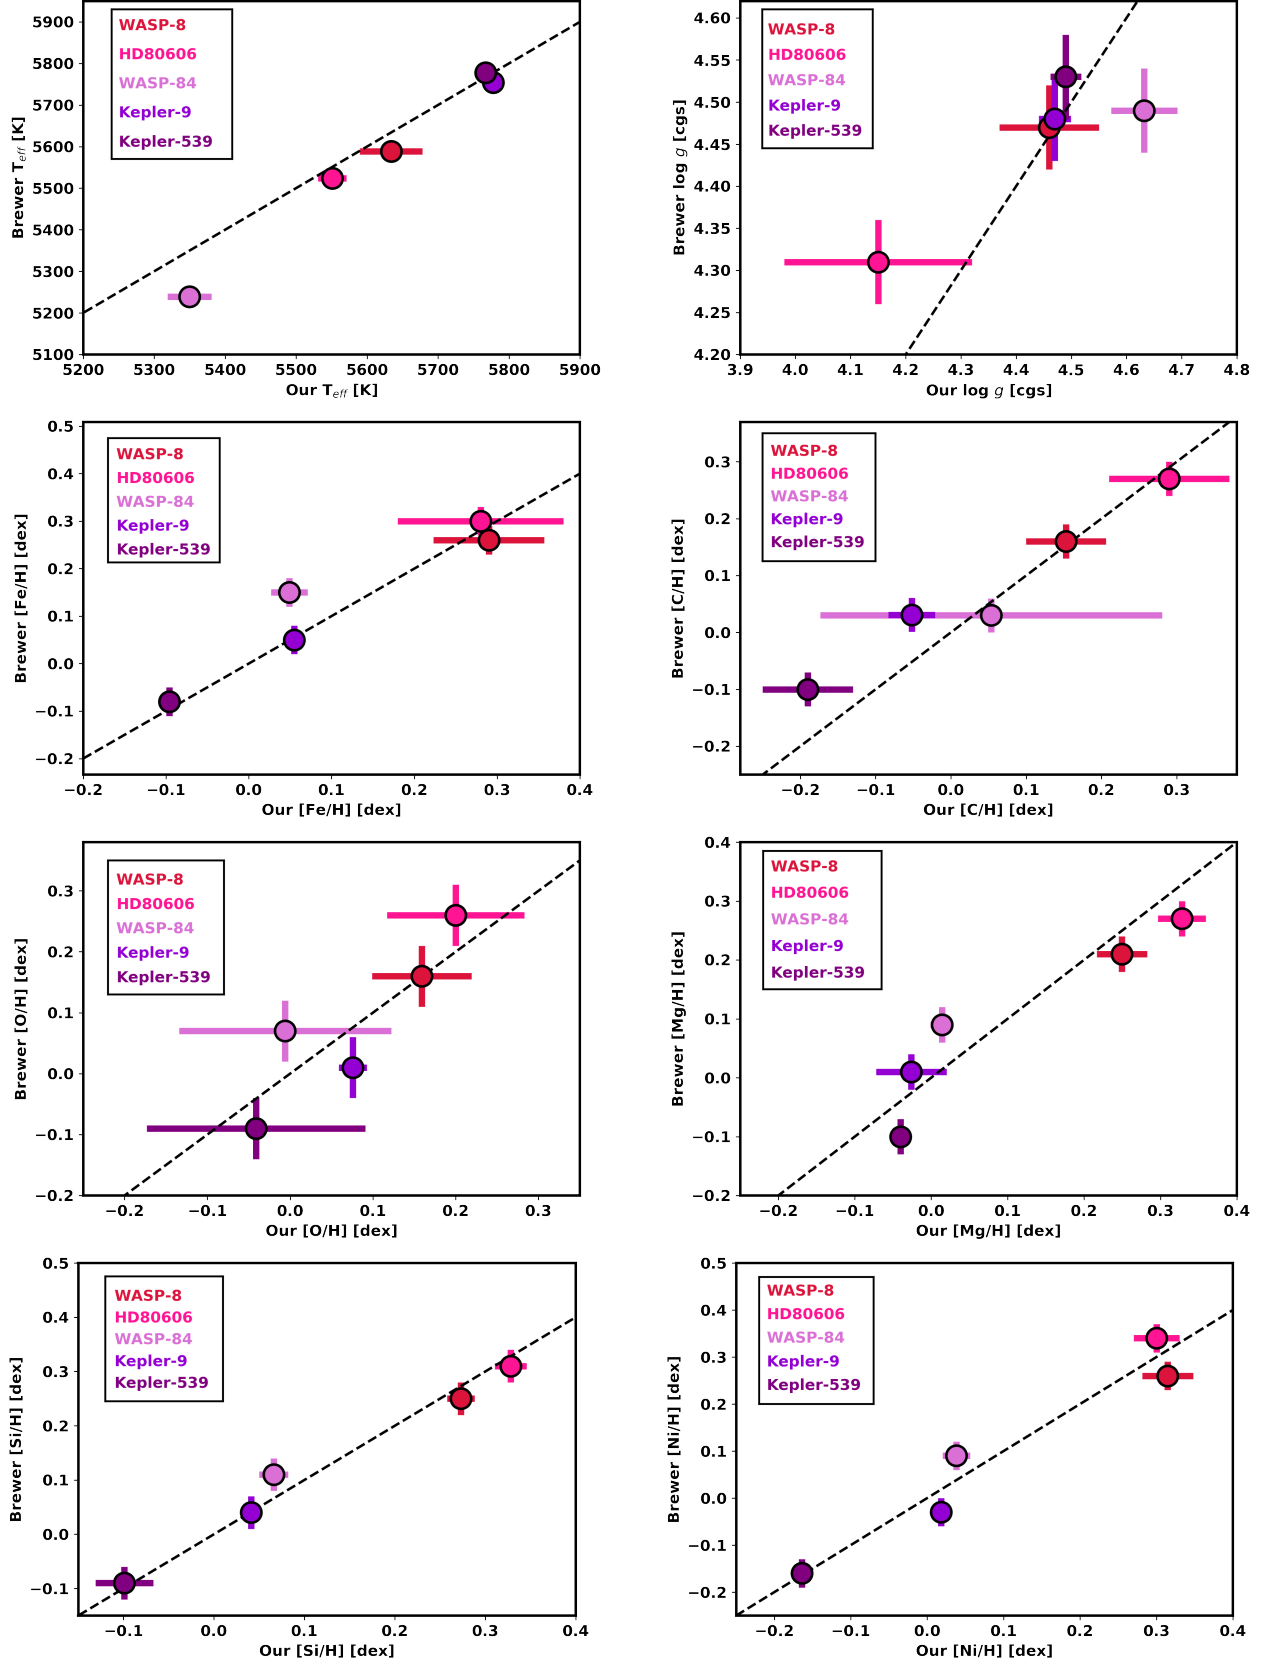 5900
5800
5700
5600
5500
5400
5300
5200
5100
Brewer T_eff [K]
WASP-8
HD80606
WASP-84
Kepler-9
Kepler-539
5200 5300 5400 5500 5600 5700 5800 5900
Our T_eff [K]
4.60
4.55
4.50
4.45
4.40
4.35
4.30
4.25
4.20
Brewer log g [cgs]
WASP-8
HD80606
WASP-84
Kepler-9
Kepler-539
3.9 4.0 4.1 4.2 4.3 4.4 4.5 4.6 4.7 4.8
Our log g [cgs]
0.5
0.4
0.3
0.2
0.1
0.0
−0.1
−0.2
Brewer [Fe/H] [dex]
WASP-8
HD80606
WASP-84
Kepler-9
Kepler-539
−0.2 −0.1 0.0 0.1 0.2 0.3 0.4
Our [Fe/H] [dex]
0.3
0.2
0.1
0.0
−0.1
−0.2
Brewer [C/H] [dex]
WASP-8
HD80606
WASP-84
Kepler-9
Kepler-539
−0.2 −0.1 0.0 0.1 0.2 0.3
Our [C/H] [dex]
0.3
0.2
0.1
0.0
−0.1
−0.2
Brewer [O/H] [dex]
WASP-8
HD80606
WASP-84
Kepler-9
Kepler-539
−0.2 −0.1 0.0 0.1 0.2 0.3
Our [O/H] [dex]
0.4
0.3
0.2
0.1
0.0
−0.1
−0.2
Brewer [Mg/H] [dex]
WASP-8
HD80606
WASP-84
Kepler-9
Kepler-539
−0.2 −0.1 0.0 0.1 0.2 0.3 0.4
Our [Mg/H] [dex]
0.5
0.4
0.3
0.2
0.1
0.0
−0.1
Brewer [Si/H] [dex]
WASP-8
HD80606
WASP-84
Kepler-9
Kepler-539
−0.1 0.0 0.1 0.2 0.3 0.4
Our [Si/H] [dex]
0.5
0.4
0.3
0.2
0.1
0.0
−0.1
−0.2
Brewer [Ni/H] [dex]
WASP-8
HD80606
WASP-84
Kepler-9
Kepler-539
−0.2 −0.1 0.0 0.1 0.2 0.3 0.4
Our [Ni/H] [dex]